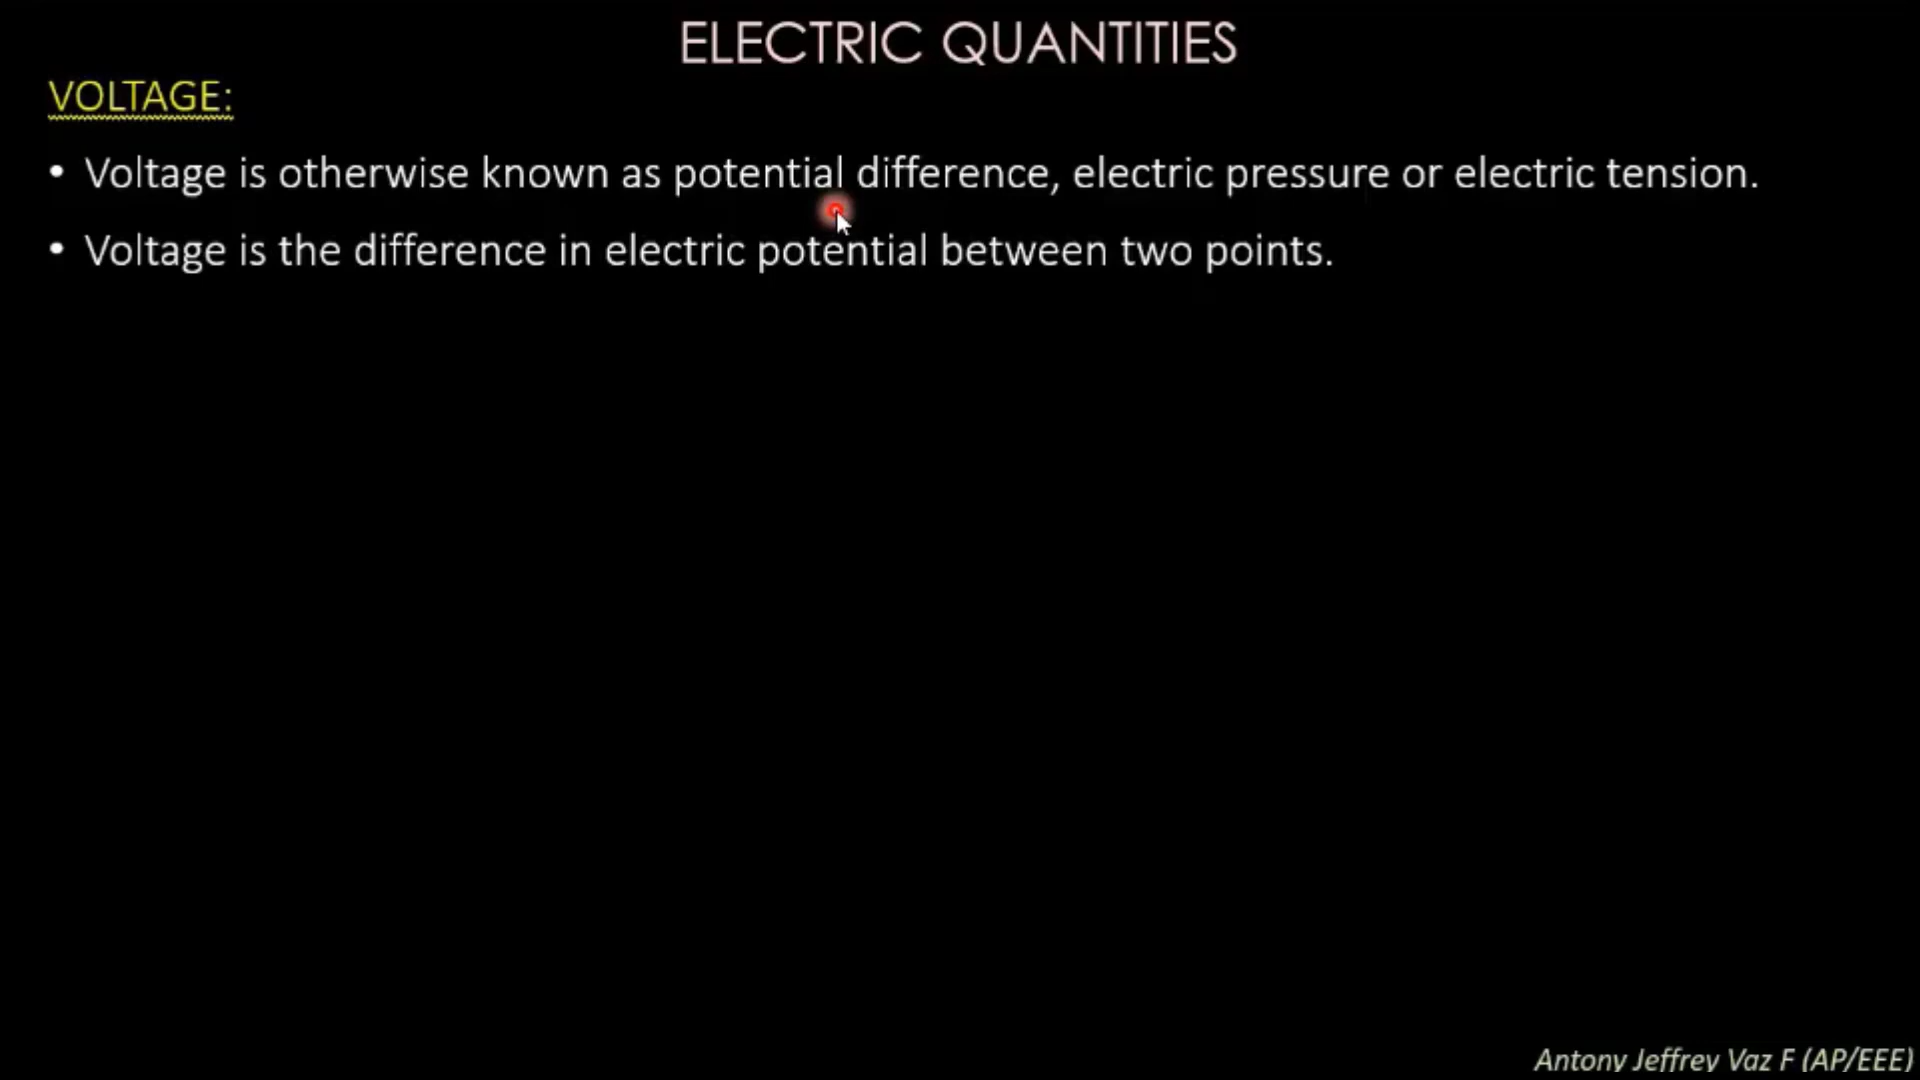 ELECTRIC QUANTITIES
VOLTAGE:
• Voltage is otherwise known as potential difference, electric pressure or electric tension.
• Voltage is the difference in electric potential between two points.
Antony Jeffrey Vaz F (AP/EEE)